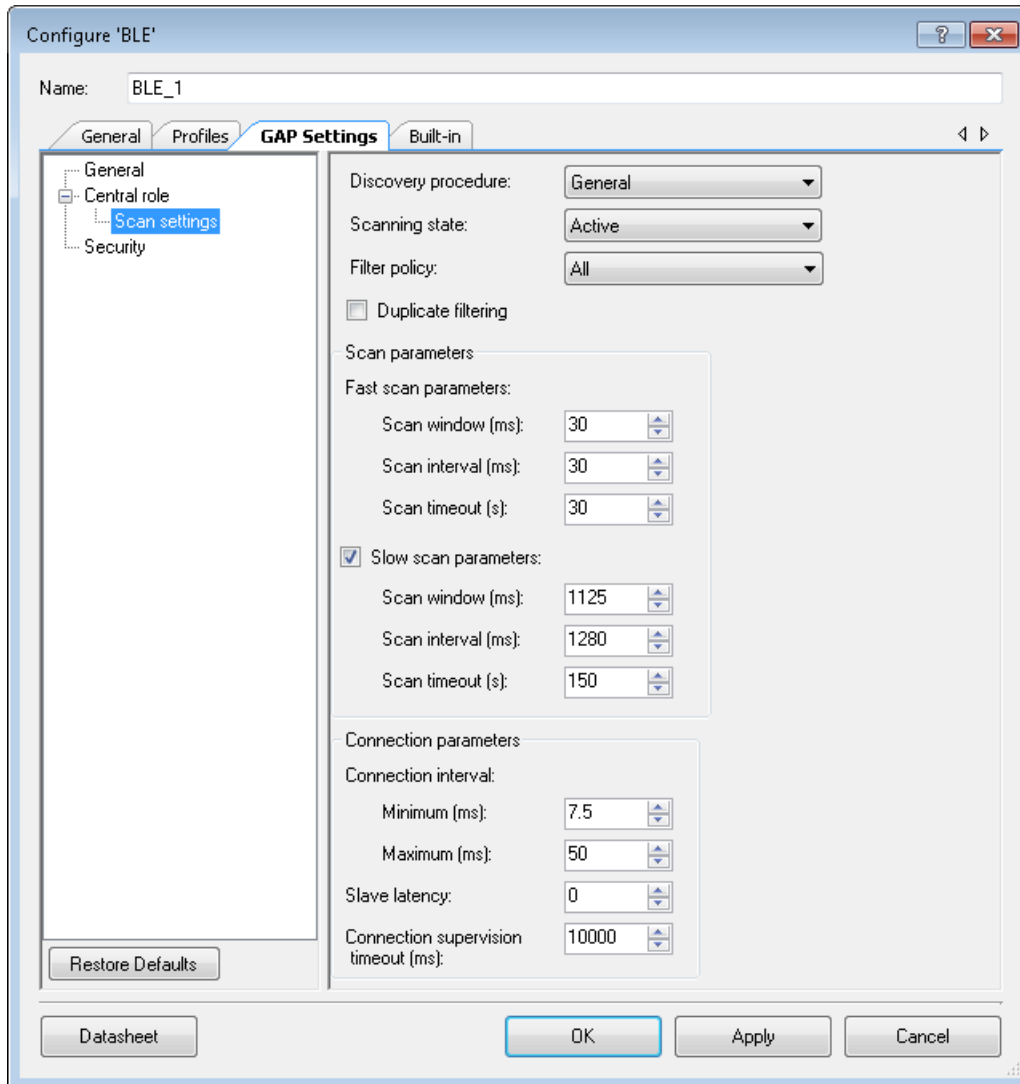 Configure 'BLE'
Name: BLE_1
General Profiles GAP Settings Built-in
General
Central role
Scan settings
Security
Restore Defaults
Discovery procedure: General
Scanning state: Active
Filter policy: All
Duplicate filtering
Scan parameters
Fast scan parameters:
Scan window (ms): 30
Scan interval (ms): 30
Scan timeout (s): 30
Slow scan parameters:
Scan window (ms): 1125
Scan interval (ms): 1280
Scan timeout (s): 150
Connection parameters
Connection interval:
Minimum (ms): 7.5
Maximum (ms): 50
Slave latency: 0
Connection supervision 10000
timeout (ms):
Datasheet OK Apply Cancel